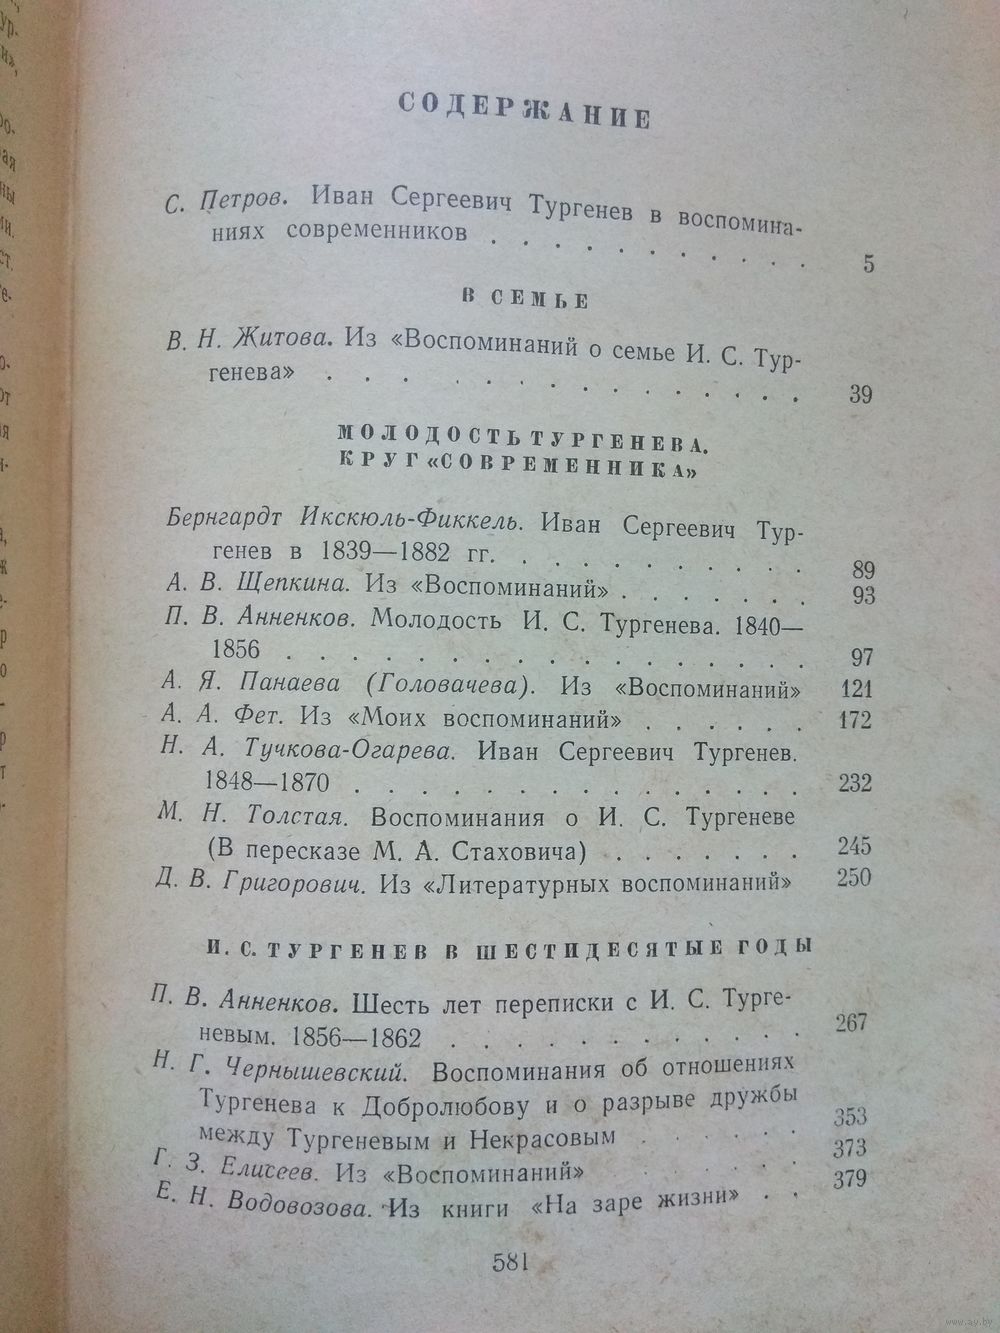 СОДЕРЖАНИЕ
С. Петров. Иван Сергеевич Тургенев в воспомина-
ниях современников . . . . . . . . . . . 5
В СЕМЬЕ
В. Н. Житова. Из «Воспоминаний о семье И. С. Тур-
генева» . . . . . . . . . . . . . . . 39
МОЛОДОСТЬ ТУРГЕНЕВА.
КРУГ «СОВРЕМЕННИКА»
Бернгардт Икскюль-Фиккель. Иван Сергеевич Тур-
генев в 1839—1882 гг. . . . . . . . . . . 89
А. В. Щепкина. Из «Воспоминаний» . . . . . . . 93
П. В. Анненков. Молодость И. С. Тургенева. 1840—
1856 . . . . . . . . . . . . . . . . . 97
А. Я. Панаева (Головачева). Из «Воспоминаний» 121
А. А. Фет. Из «Моих воспоминаний» . . . . . . 172
Н. А. Тучкова-Огарева. Иван Сергеевич Тургенев.
1848—1870 . . . . . . . . . . . . . . 232
М. Н. Толстая. Воспоминания о И. С. Тургеневе
(В пересказе М. А. Стаховича) . . . . . . . 245
Д. В. Григорович. Из «Литературных воспоминаний» 250
И. С. ТУРГЕНЕВ В ШЕСТИДЕСЯТЫЕ ГОДЫ
П. В. Анненков. Шесть лет переписки с И. С. Турге-
невым. 1856—1862 . . . . . . . . . . . . 267
Н. Г. Чернышевский. Воспоминания об отношениях
Тургенева к Добролюбову и о разрыве дружбы
между Тургеневым и Некрасовым . . . . . . 353
Г. З. Елисеев. Из «Воспоминаний» . . . . . . 373
Е. Н. Водовозова. Из книги «На заре жизни» . . 379
581
www.ay.by